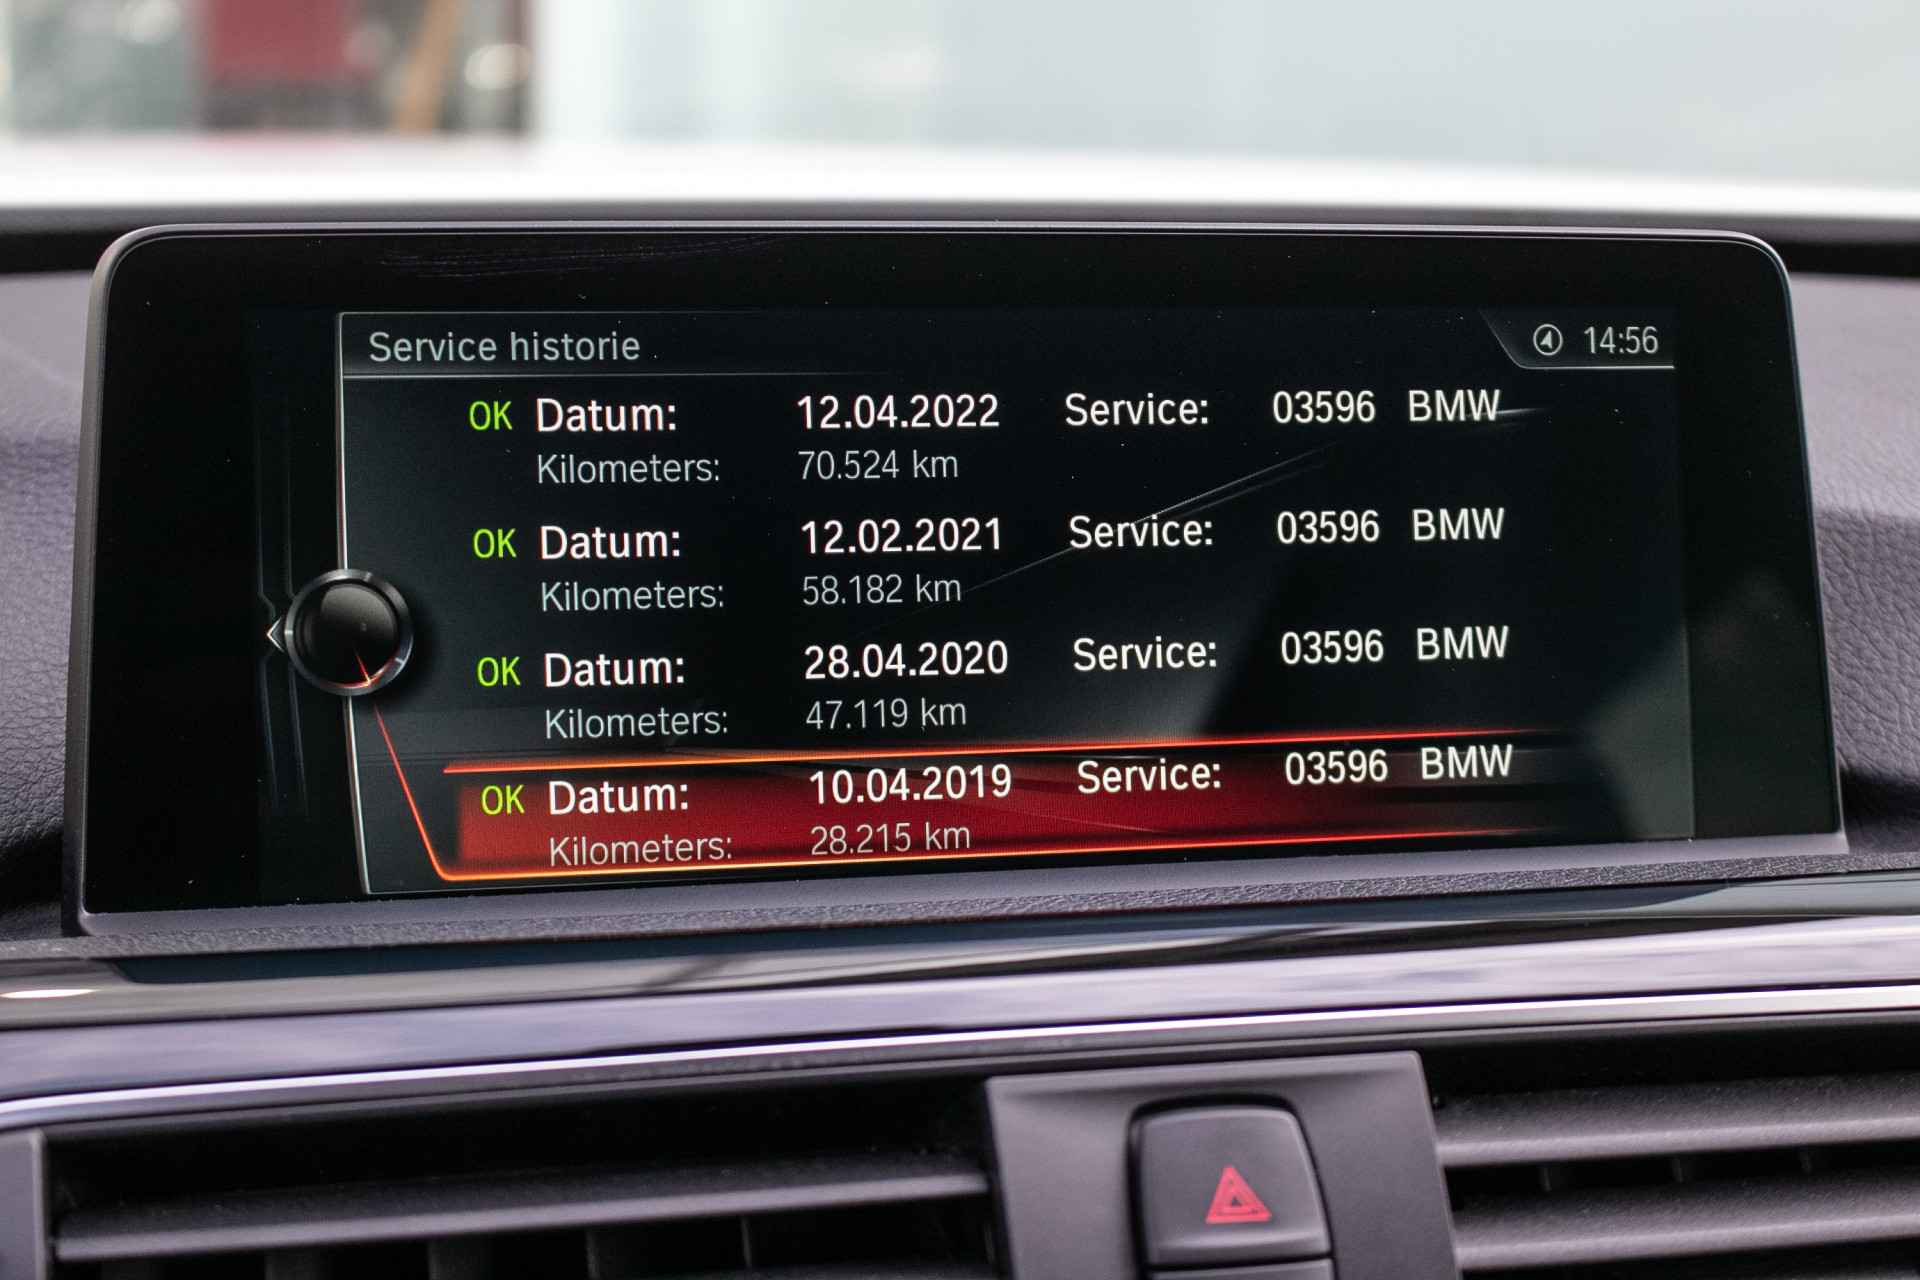 Service historie
14:56
OK Datum: 12.04.2022 Service: 03596 BMW
Kilometers: 70.524 km
OK Datum: 12.02.2021 Service: 03596 BMW
Kilometers: 58.182 km
OK Datum: 28.04.2020 Service: 03596 BMW
Kilometers: 47.119 km
OK Datum: 10.04.2019 Service: 03596 BMW
Kilometers: 28.215 km